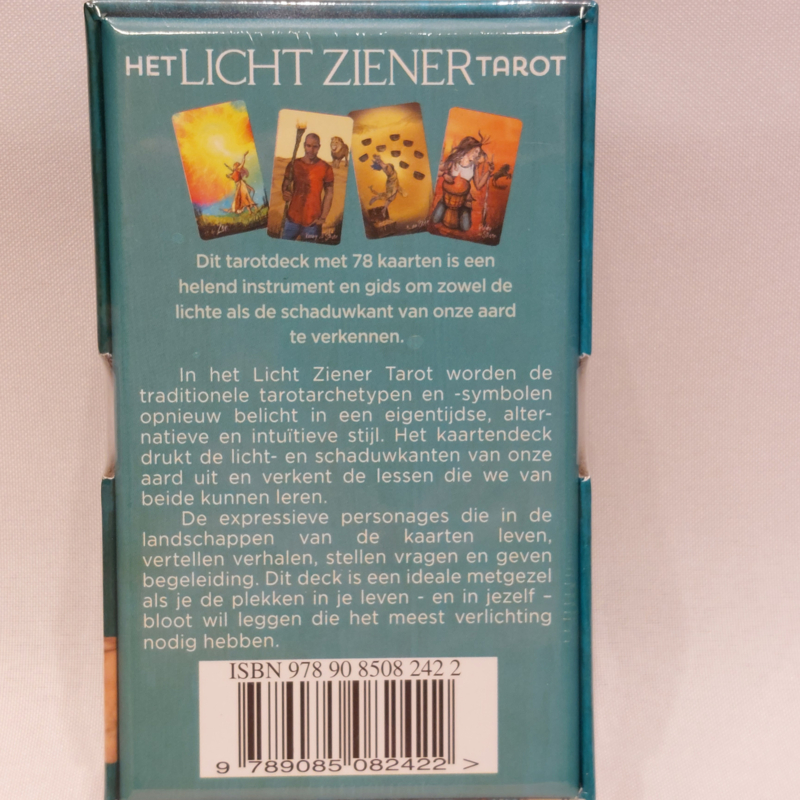 HET LICHT ZIENER TAROT
Dit tarotdeck met 78 kaarten is een
helend instrument en gids om zowel de
lichte als de schaduwkant van onze aard
te verkennen.
In het Licht Ziener Tarot worden de
traditionele tarotarchetypen en -symbolen
opnieuw belicht in een eigentijdse, alter-
natieve en intuïtieve stijl. Het kaartendeck
drukt de licht- en schaduwkanten van onze
aard uit en verkent de lessen die we van
beide kunnen leren.
De expressieve personages die in de
landschappen van de kaarten leven,
vertellen verhalen, stellen vragen en geven
begeleiding. Dit deck is een ideale metgezel
als je de plekken in je leven - en in jezelf –
bloot wil leggen die het meest verlichting
nodig hebben.
ISBN 978 90 8508 242 2
9 789085 082422 >